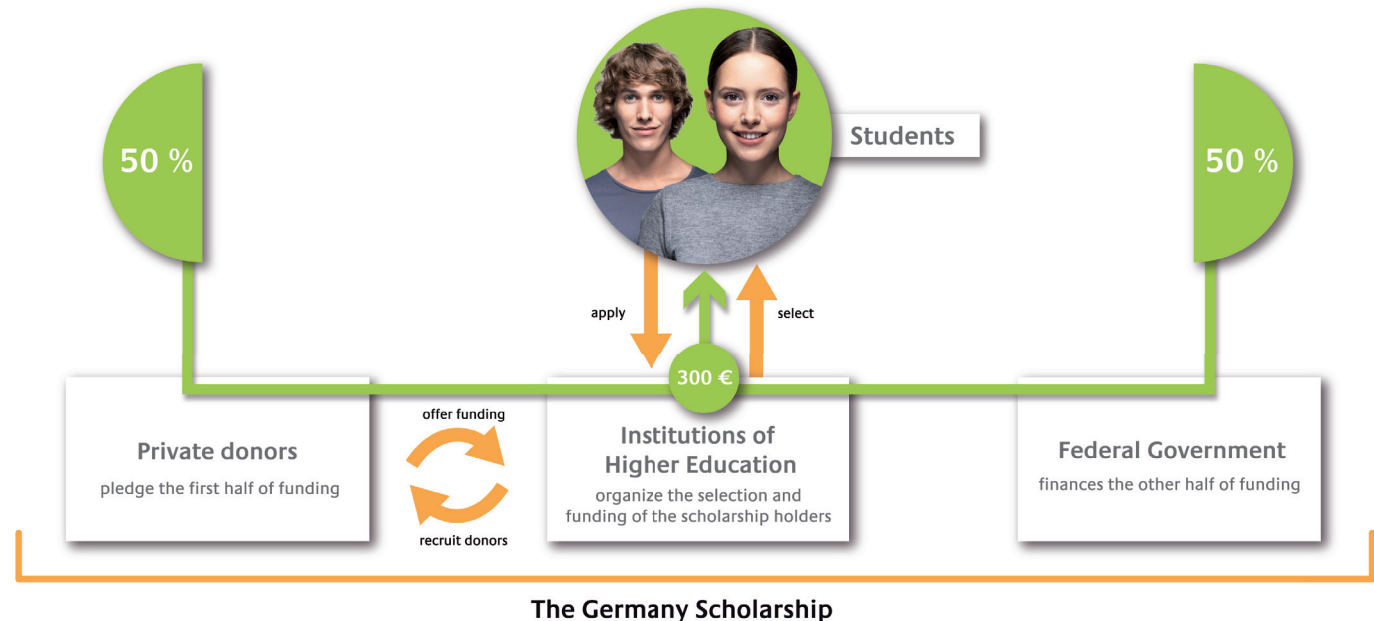 50 %
Students
50 %
apply
select
300 €
Private donors
pledge the first half of funding
offer funding
recruit donors
Institutions of
Higher Education
organize the selection and
funding of the scholarship holders
Federal Government
finances the other half of funding
The Germany Scholarship